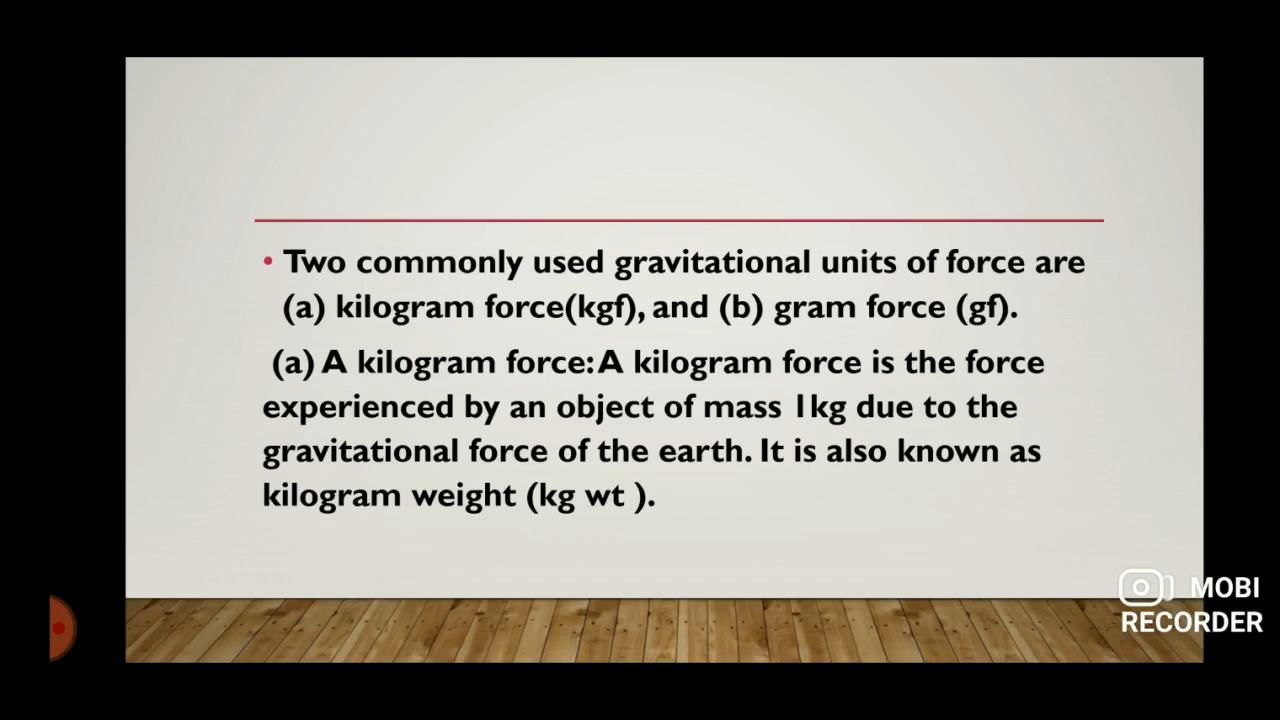 • Two commonly used gravitational units of force are
(a) kilogram force(kgf), and (b) gram force (gf).
(a) A kilogram force: A kilogram force is the force
experienced by an object of mass 1kg due to the
gravitational force of the earth. It is also known as
kilogram weight (kg wt ).
MOBI
RECORDER